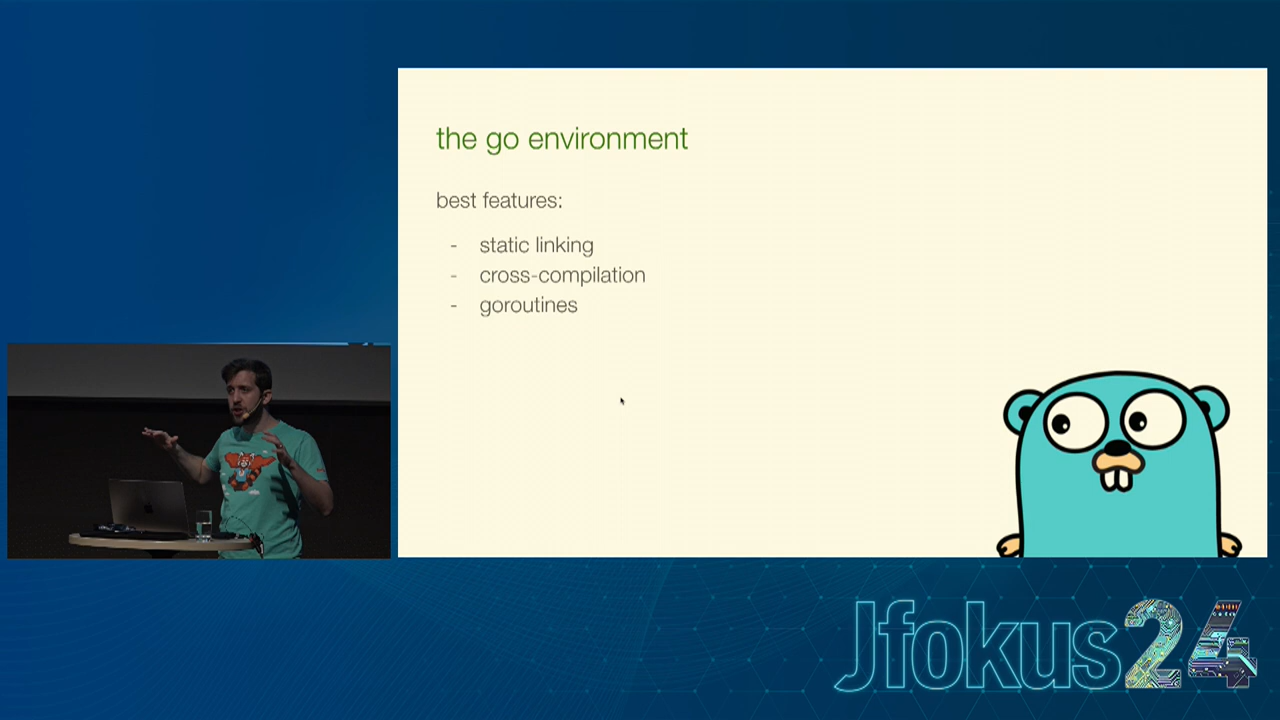 the go environment
best features:
- static linking
- cross-compilation
- goroutines
Jfokus24